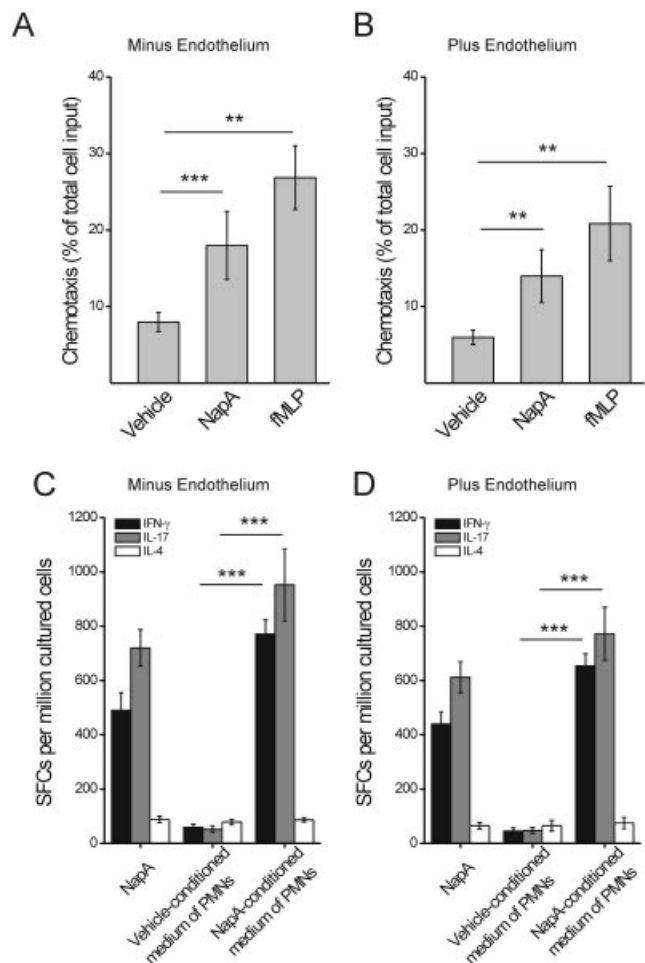 A
Minus Endothelium
Chemotaxis (% of total cell input)
40
30
20
10
**
***
Vehicle
NapA
fMLP
B
Plus Endothelium
Chemotaxis (% of total cell input)
40
30
20
10
**
**
Vehicle
NapA
fMLP
C
Minus Endothelium
SFCs per million cultured cells
1200
1000
800
600
400
200
0
IFN-γ
IL-17
IL-4
***
***
NapA
Vehicle-conditioned
medium of PMNs
NapA-conditioned
medium of PMNs
D
Plus Endothelium
SFCs per million cultured cells
1200
1000
800
600
400
200
0
IFN-γ
IL-17
IL-4
***
***
NapA
Vehicle-conditioned
medium of PMNs
NapA-conditioned
medium of PMNs